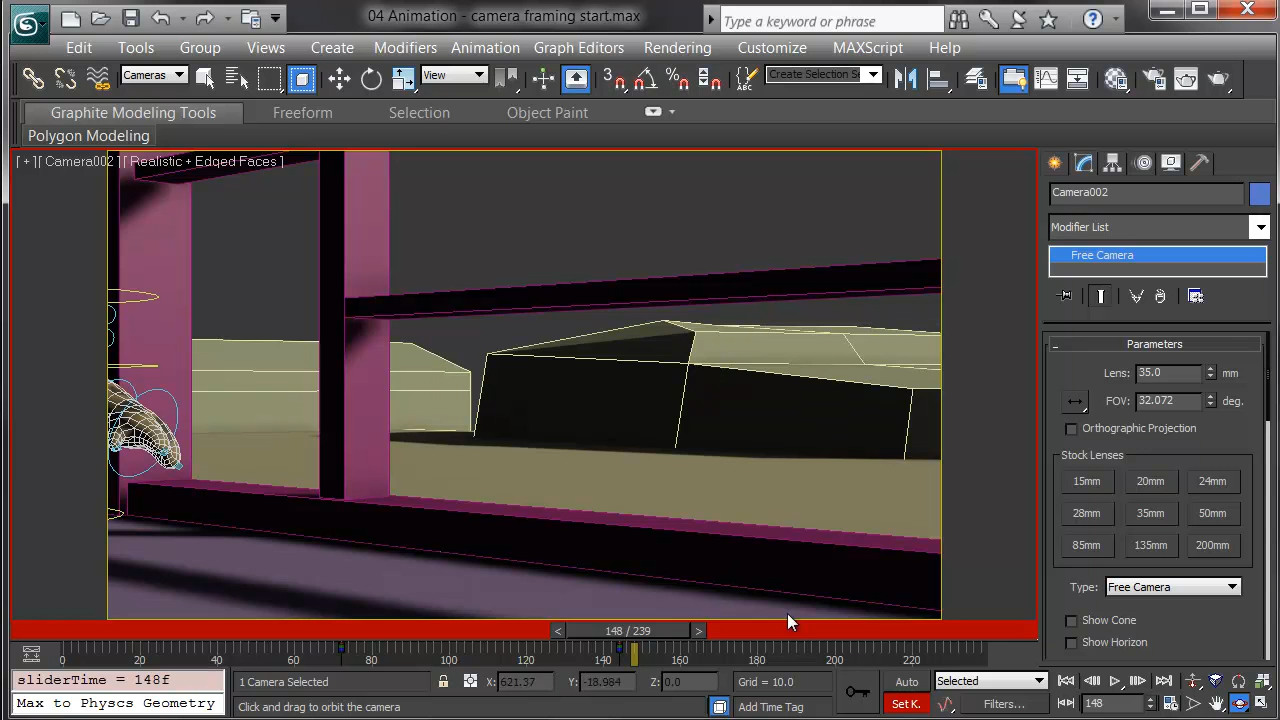 04 Animation - camera framing start.max
Type a keyword or phrase
Edit Tools Group Views Create Modifiers Animation Graph Editors Rendering Customize MAXScript Help
Cameras
View
3
%
ABC
Create Selection Se
Graphite Modeling Tools Freeform Selection Object Paint
Polygon Modeling
[ + ] [ Camera002 ] [ Realistic + Edged Faces ]
Camera002
Modifier List
Free Camera
- Parameters
Lens: 35.0 mm
FOV: 32.072 deg.
Orthographic Projection
Stock Lenses
15mm 20mm 24mm
28mm 35mm 50mm
85mm 135mm 200mm
Type: Free Camera
Show Cone
Show Horizon
< 148 / 239 >
0 20 40 60 80 100 120 140 160 180 200 220
sliderTime = 148f
1 Camera Selected
X: 621.37 Y: -18.984 Z: 0.0
Grid = 10.0
Auto
Selected
Max to Physcs Geometry
Click and drag to orbit the camera
Add Time Tag
Set K.
Filters...
148